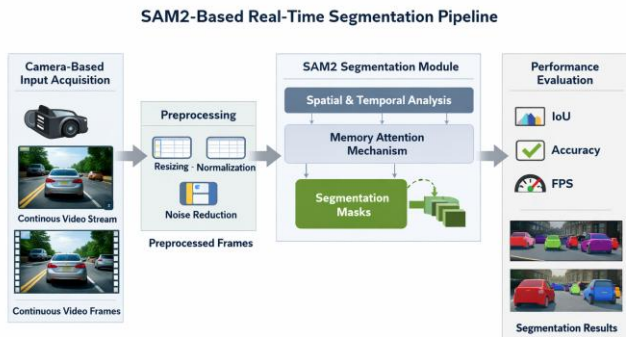 SAM2-Based Real-Time Segmentation Pipeline
Camera-Based
Input Acquisition
Continous Video Stream
Continuous Video Frames
Preprocessing
Resizing · Normalization
Noise Reduction
Preprocessed Frames
SAM2 Segmentation Module
Spatial & Temporal Analysis
Memory Attention
Mechanism
Segmentation
Masks
Performance
Evaluation
IoU
Accuracy
FPS
Segmentation Results